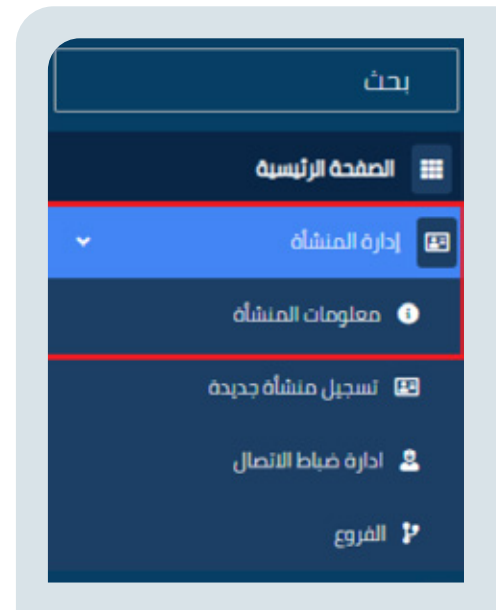 بحث
الصفحة الرئيسية
إدارة المنشأة
معلومات المنشأة
تسجيل منشأة جديدة
ادارة ضباط الاتصال
الفروع